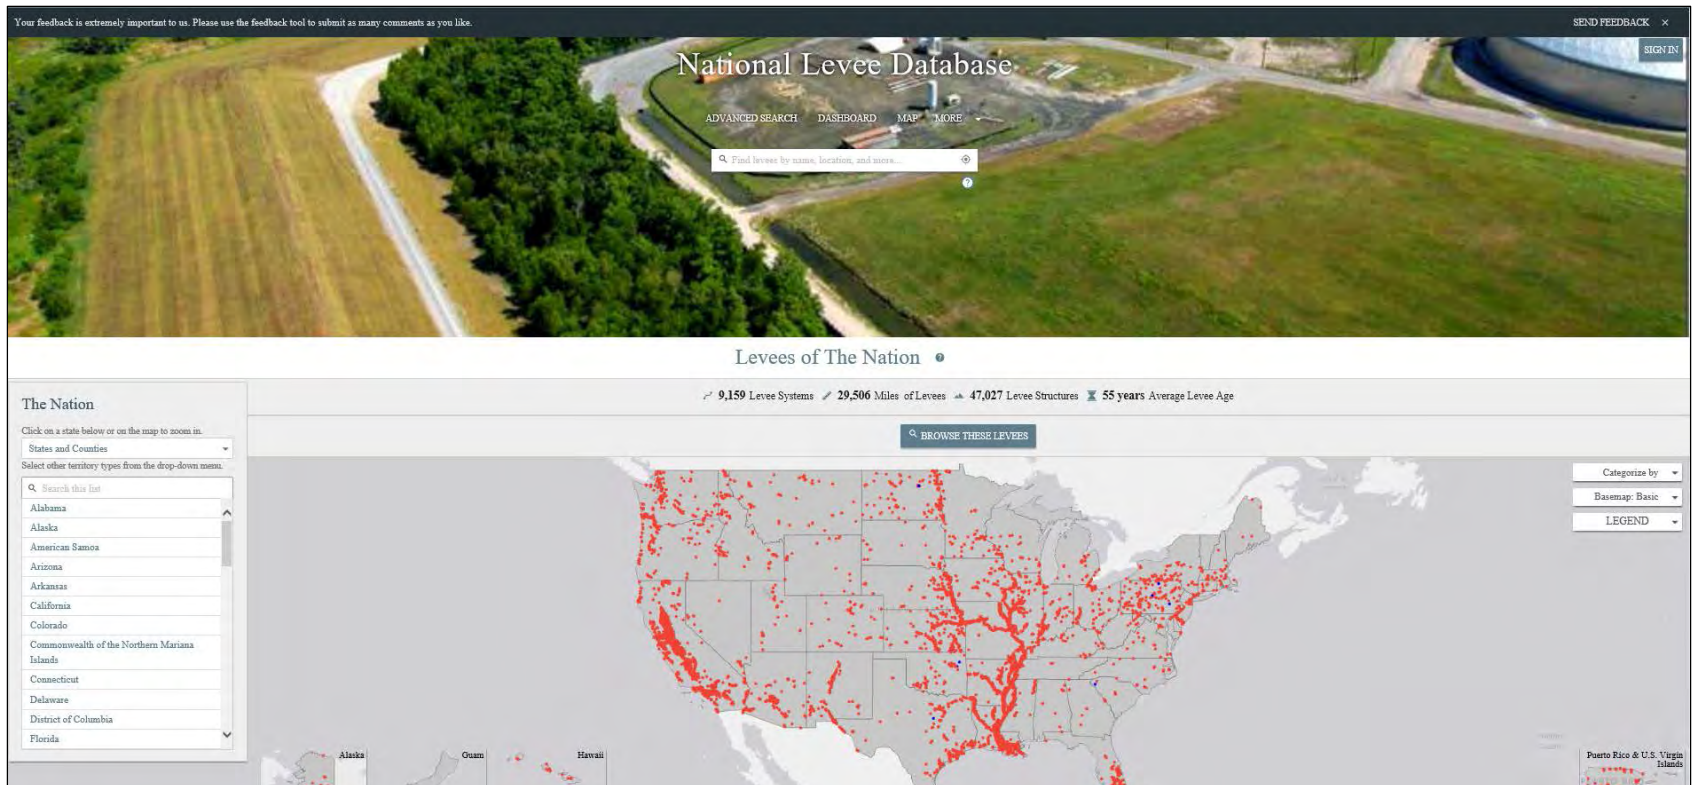 Your feedback is extremely important to us. Please use the feedback tool to submit as many comments as you like.
SEND FEEDBACK ×
SIGN IN
National Levee Database
ADVANCED SEARCH DASHBOARD MAP MORE
Find levees by name, location, and more...
Levees of The Nation
9,159 Levee Systems 29,506 Miles of Levees 47,027 Levee Structures 55 years Average Levee Age
BROWSE THESE LEVEES
The Nation
Click on a state below or on the map to zoom in.
States and Counties
Select other territory types from the drop-down menu.
Search this list
Alabama
Alaska
American Samoa
Arizona
Arkansas
California
Colorado
Commonwealth of the Northern Mariana
Islands
Connecticut
Delaware
District of Columbia
Florida
Categorize by
Basemap: Basic
LEGEND
Alaska
Guam
Hawaii
Puerto Rico & U.S. Virgin
Islands